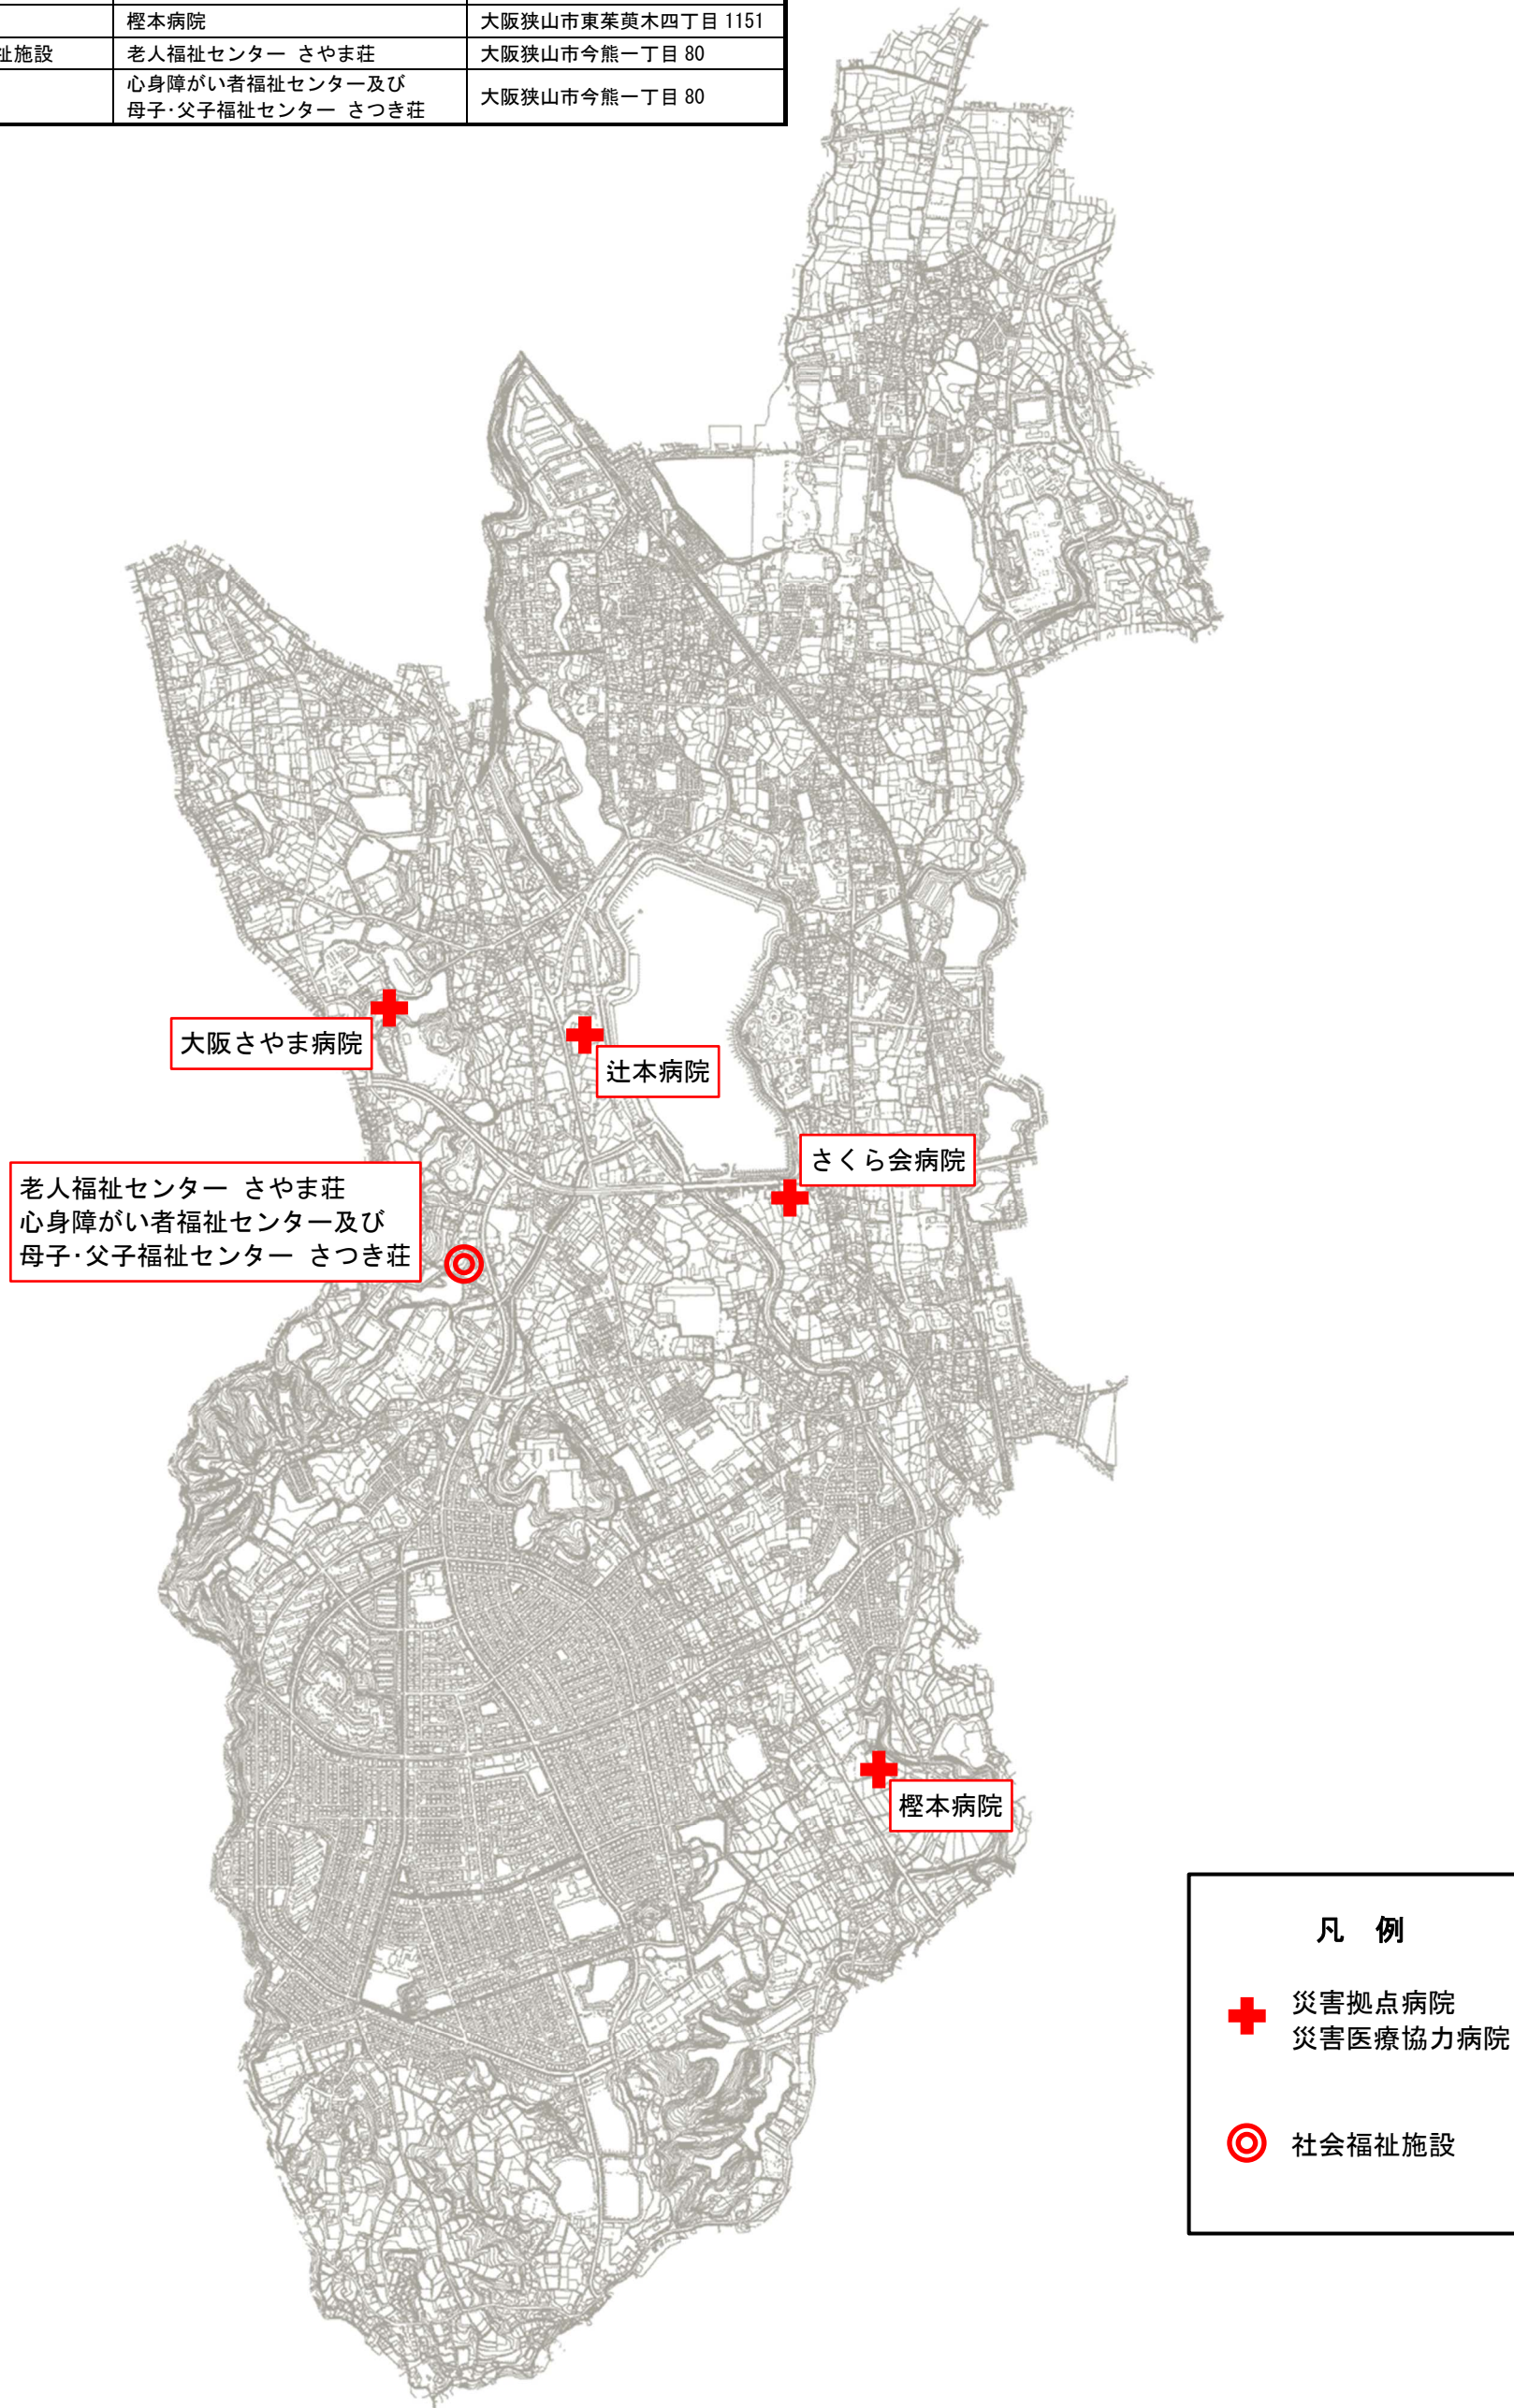 樫本病院 大阪狭山市東茱萸木四丁目 1151
祉施設 老人福祉センター さやま荘 大阪狭山市今熊一丁目 80
心身障がい者福祉センター及び
母子・父子福祉センター さつき荘 大阪狭山市今熊一丁目 80
大阪さやま病院
辻本病院
さくら会病院
老人福祉センター さやま荘
心身障がい者福祉センター及び
母子・父子福祉センター さつき荘
樫本病院
凡 例
災害拠点病院
災害医療協力病院
社会福祉施設